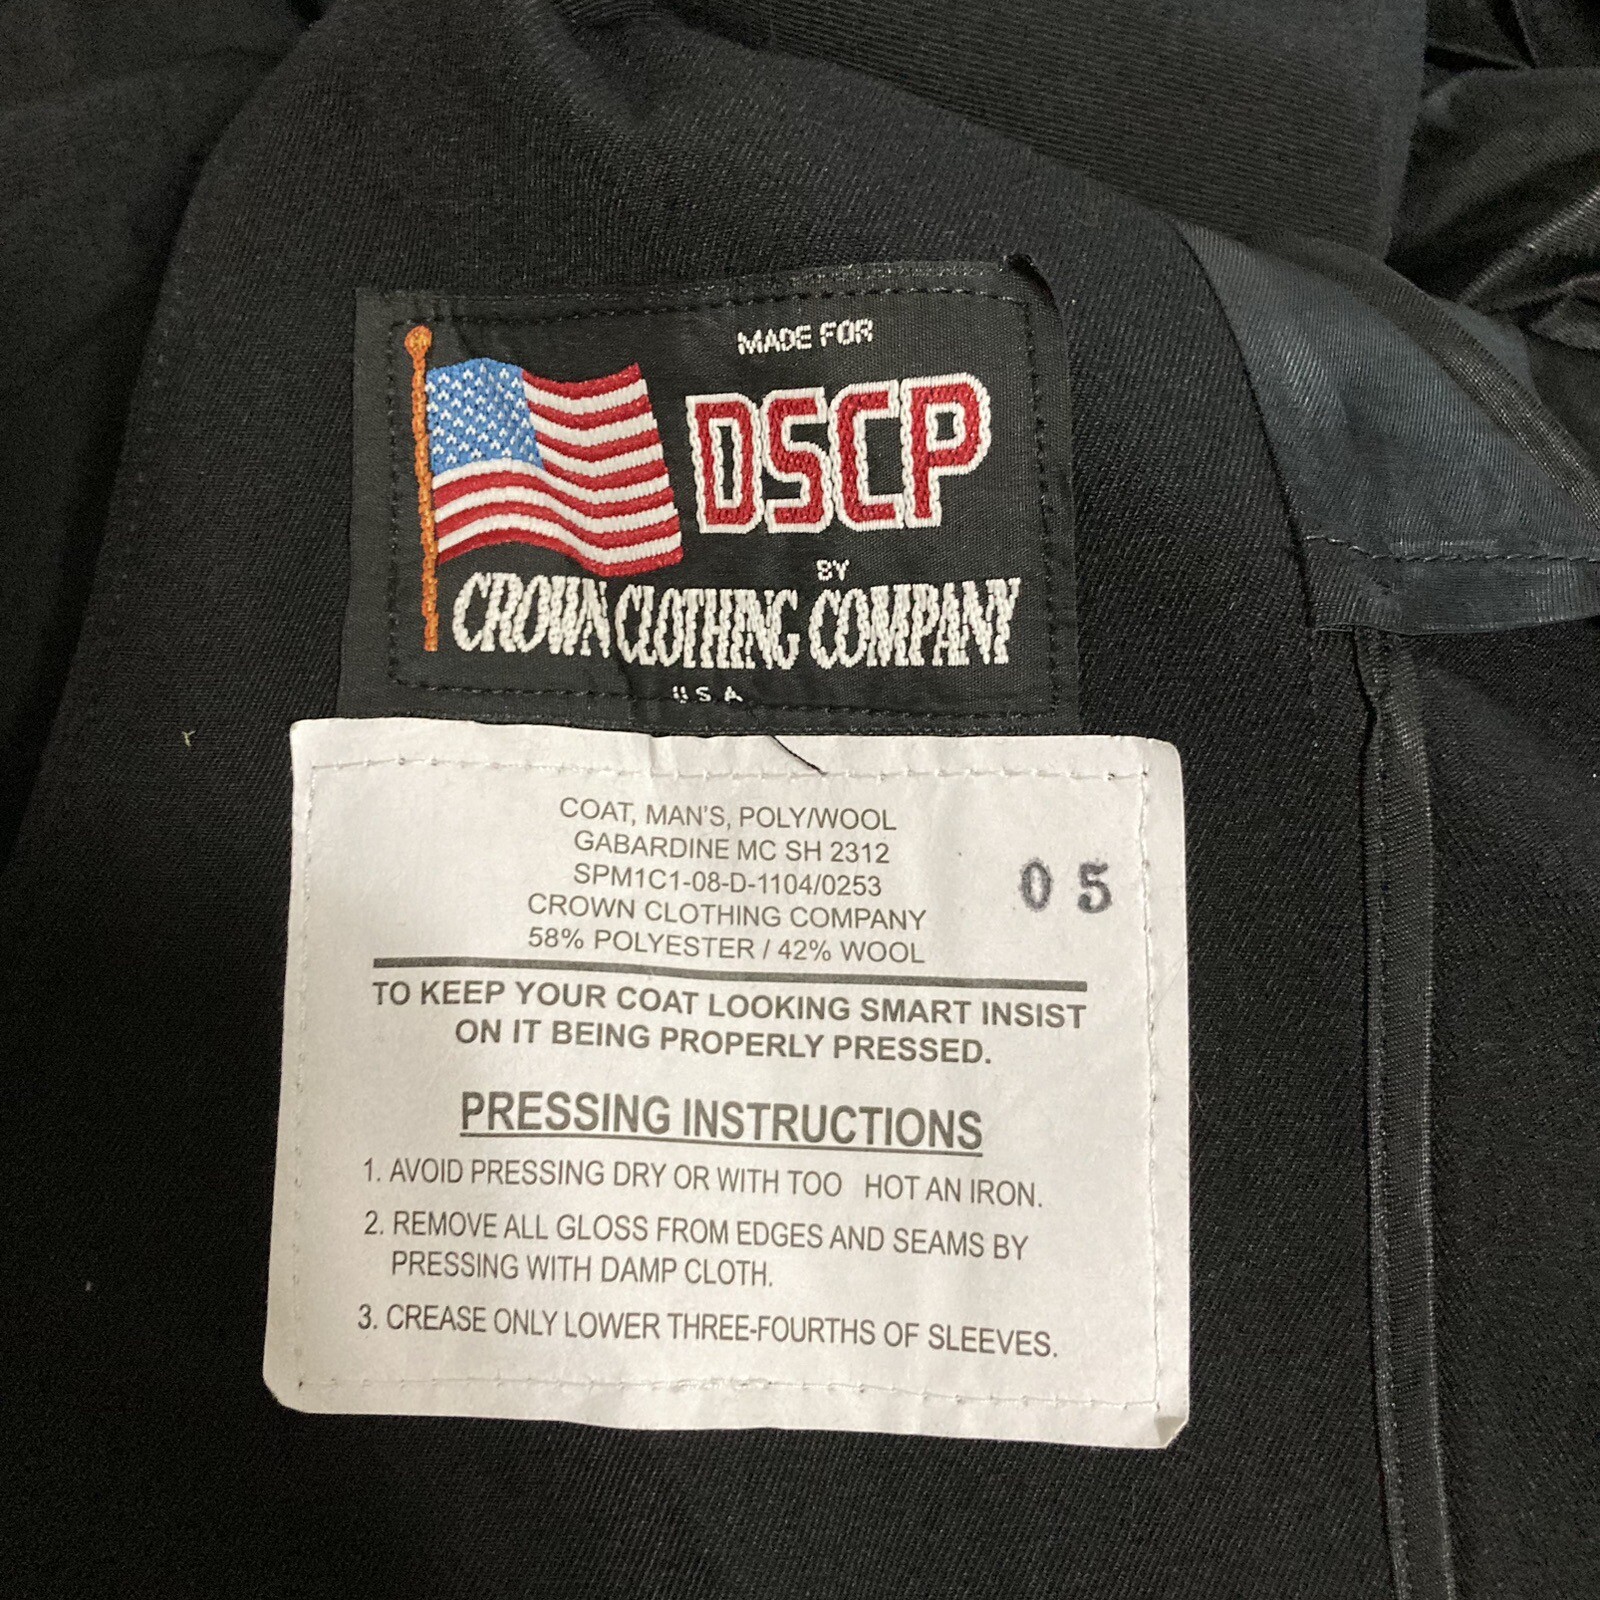 MADE FOR
DSCP
BY
CROWN CLOTHING COMPANY
USA
COAT, MAN'S, POLY/WOOL
GABARDINE MC SH 2312
SPM1C1-08-D-1104/0253
CROWN CLOTHING COMPANY
58% POLYESTER / 42% WOOL
05
TO KEEP YOUR COAT LOOKING SMART INSIST
ON IT BEING PROPERLY PRESSED.
PRESSING INSTRUCTIONS
1. AVOID PRESSING DRY OR WITH TOO HOT AN IRON.
2. REMOVE ALL GLOSS FROM EDGES AND SEAMS BY
PRESSING WITH DAMP CLOTH.
3. CREASE ONLY LOWER THREE-FOURTHS OF SLEEVES.